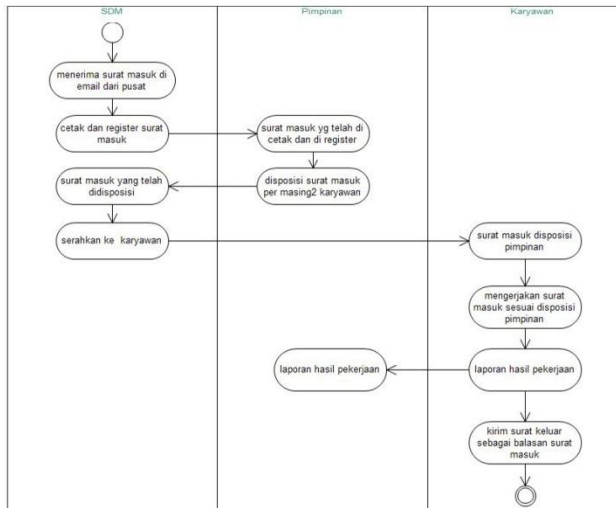 SDM
Pimpinan
Karyawan
menerima surat masuk di
email dari pusat
cetak dan register surat
masuk
surat masuk yg telah di
cetak dan di register
surat masuk yang telah
didisposisi
disposisi surat masuk
per masing2 karyawan
serahkan ke karyawan
surat masuk disposisi
pimpinan
mengerjakan surat
masuk sesuai disposisi
pimpinan
laporan hasil pekerjaan
laporan hasil pekerjaan
kirim surat keluar
sebagai balasan surat
masuk